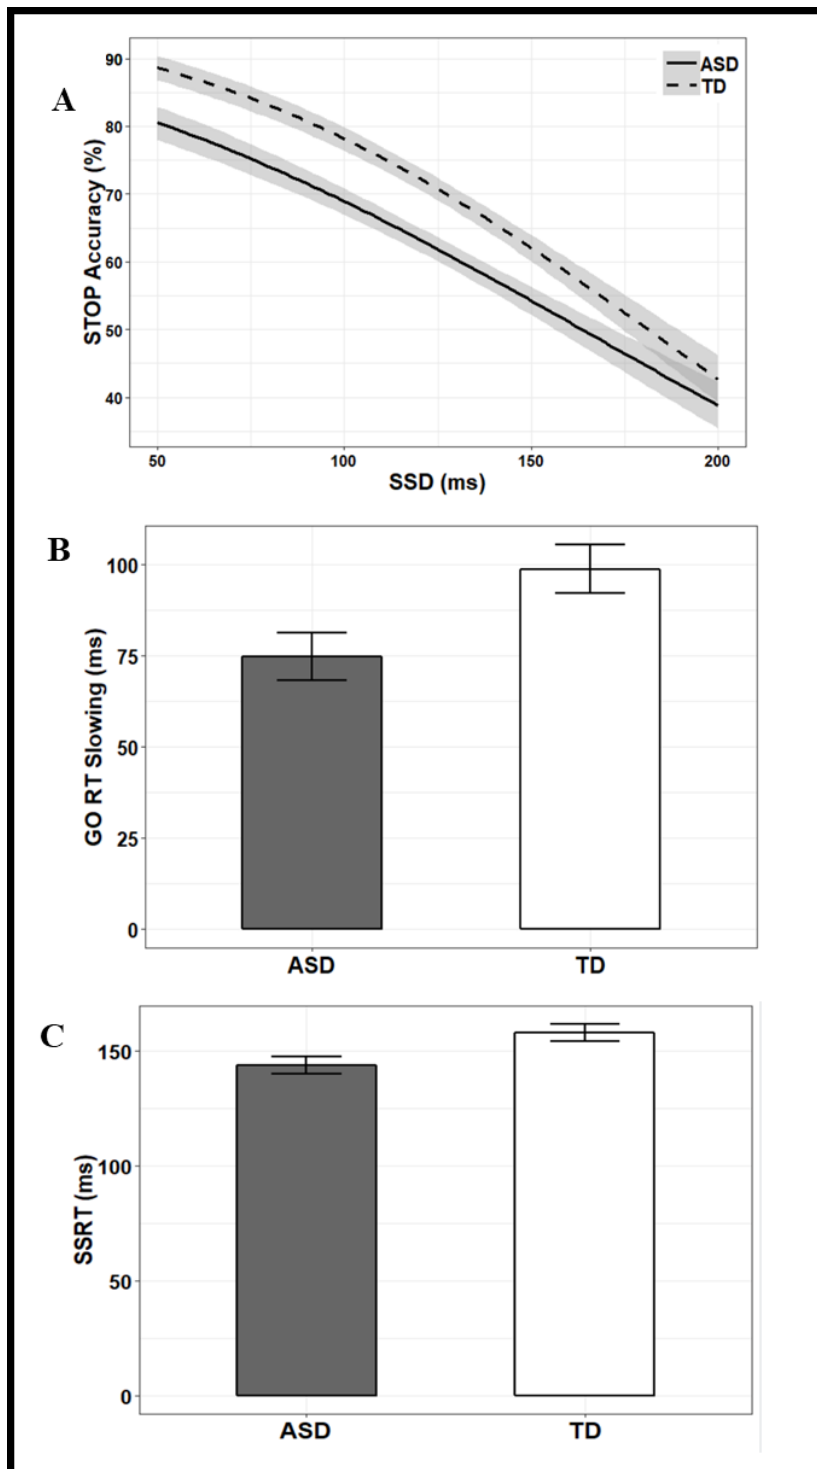 A
STOP Accuracy (%)
90
80
70
60
50
40
ASD
TD
50 100 150 200
SSD (ms)
B
GO RT Slowing (ms)
100
75
50
25
0
ASD TD
C
SSRT (ms)
150
100
50
0
ASD TD